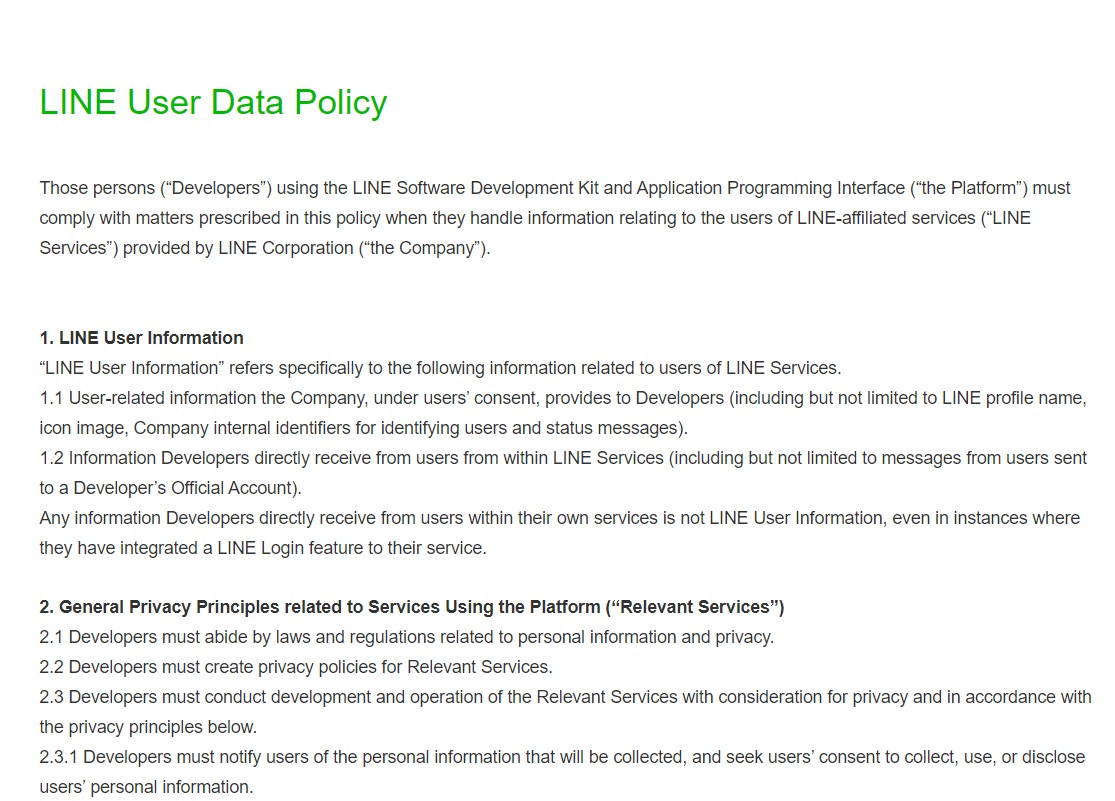 LINE User Data Policy
Those persons (“Developers”) using the LINE Software Development Kit and Application Programming Interface (“the Platform”) must
comply with matters prescribed in this policy when they handle information relating to the users of LINE-affiliated services (“LINE
Services”) provided by LINE Corporation (“the Company”).
1. LINE User Information
“LINE User Information” refers specifically to the following information related to users of LINE Services.
1.1 User-related information the Company, under users’ consent, provides to Developers (including but not limited to LINE profile name,
icon image, Company internal identifiers for identifying users and status messages).
1.2 Information Developers directly receive from users from within LINE Services (including but not limited to messages from users sent
to a Developer’s Official Account).
Any information Developers directly receive from users within their own services is not LINE User Information, even in instances where
they have integrated a LINE Login feature to their service.
2. General Privacy Principles related to Services Using the Platform (“Relevant Services”)
2.1 Developers must abide by laws and regulations related to personal information and privacy.
2.2 Developers must create privacy policies for Relevant Services.
2.3 Developers must conduct development and operation of the Relevant Services with consideration for privacy and in accordance with
the privacy principles below.
2.3.1 Developers must notify users of the personal information that will be collected, and seek users’ consent to collect, use, or disclose
users’ personal information.